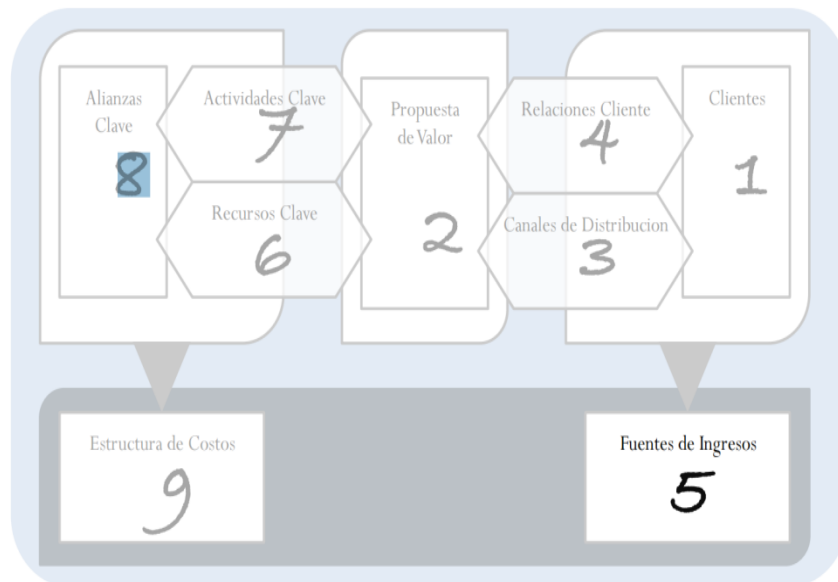 Alianzas
Clave
8
Actividades Clave
7
Recursos Clave
6
Propuesta
de Valor
2
Relaciones Cliente
4
Canales de Distribucion
3
Clientes
1
Estructura de Costos
9
Fuentes de Ingresos
5